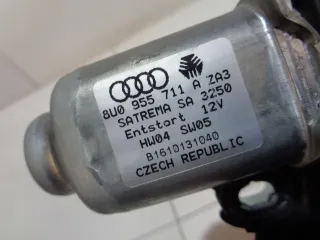 8U0 955 711 A ZA3
SATREMA SA 3250
Entstort 12V
HW04 SW05
B1610131040
CZECH REPUBLIC